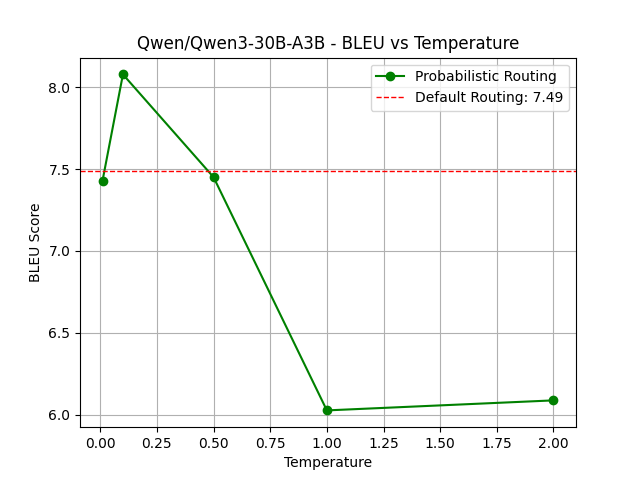 Qwen/Qwen3-30B-A3B - BLEU vs Temperature
Probabilistic Routing
Default Routing: 7.49
BLEU Score
8.0
7.5
7.0
6.5
6.0
0.00 0.25 0.50 0.75 1.00 1.25 1.50 1.75 2.00
Temperature